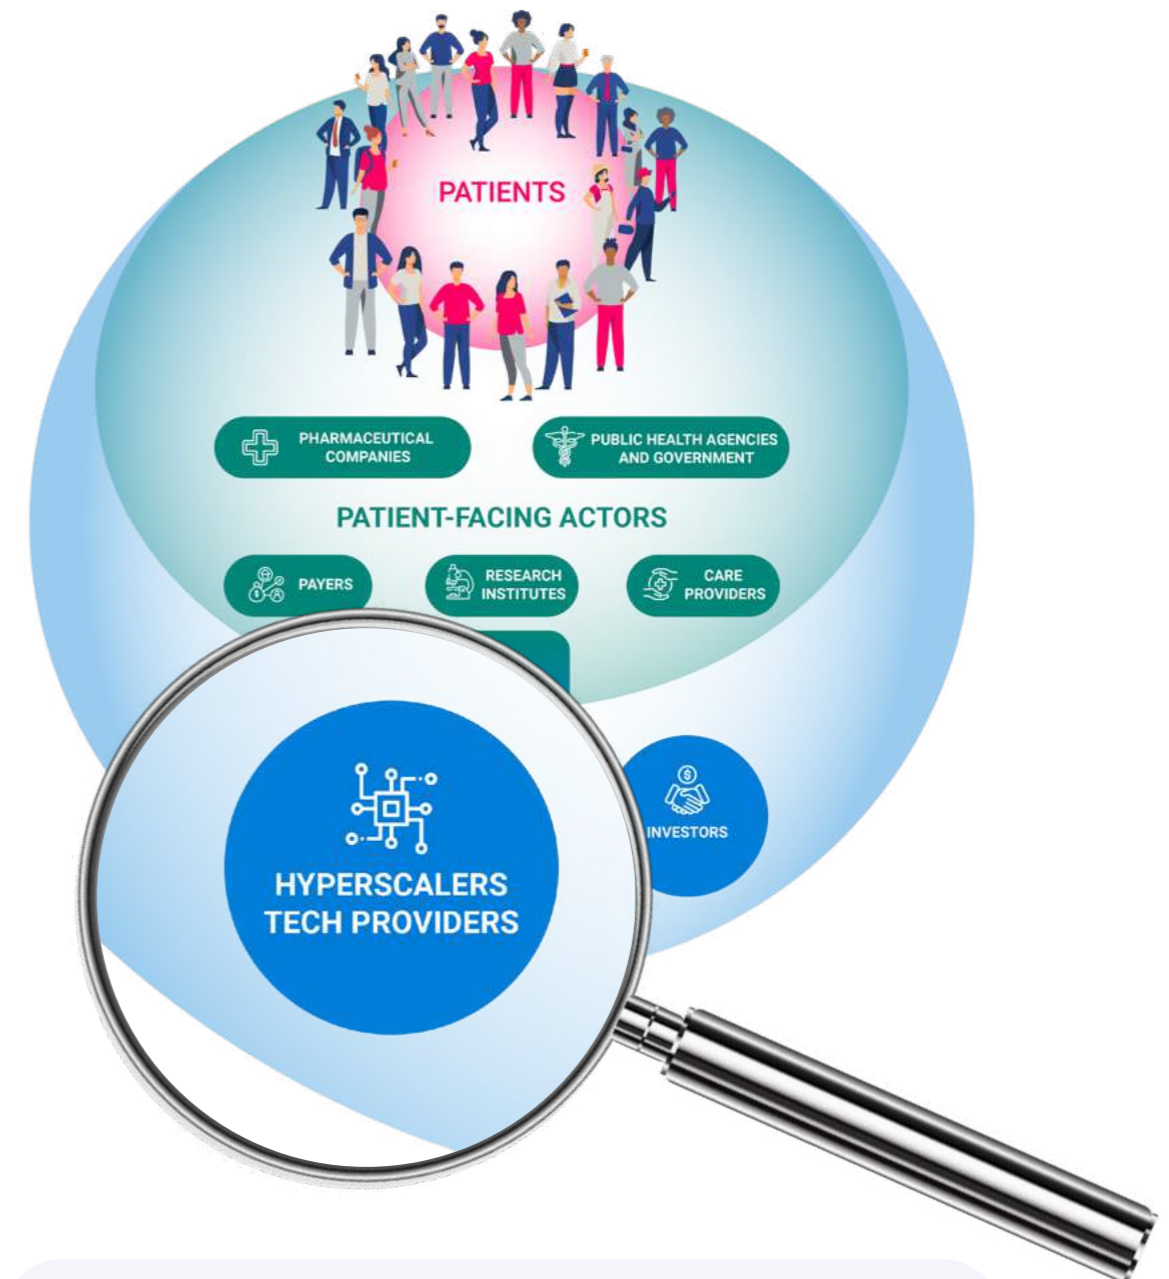 PATIENTS
PHARMACEUTICAL
COMPANIES
PUBLIC HEALTH AGENCIES
AND GOVERNMENT
PATIENT-FACING ACTORS
PAYERS
RESEARCH
INSTITUTES
CARE
PROVIDERS
HYPERSCALERS
TECH PROVIDERS
INVESTORS